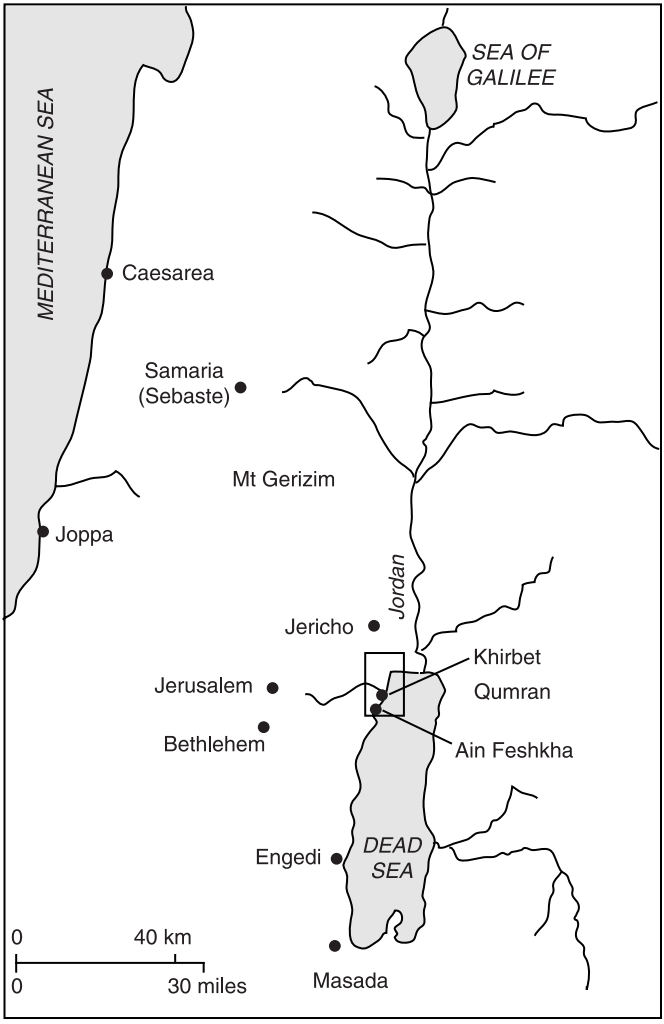 SEA OF
GALILEE
MEDITERRANEAN SEA
Caesarea
Samaria
(Sebaste)
Mt Gerizim
Joppa
Jordan
Jericho
Khirbet
Qumran
Jerusalem
Bethlehem
Ain Feshkha
DEAD
SEA
Engedi
0 40 km
0 30 miles
Masada